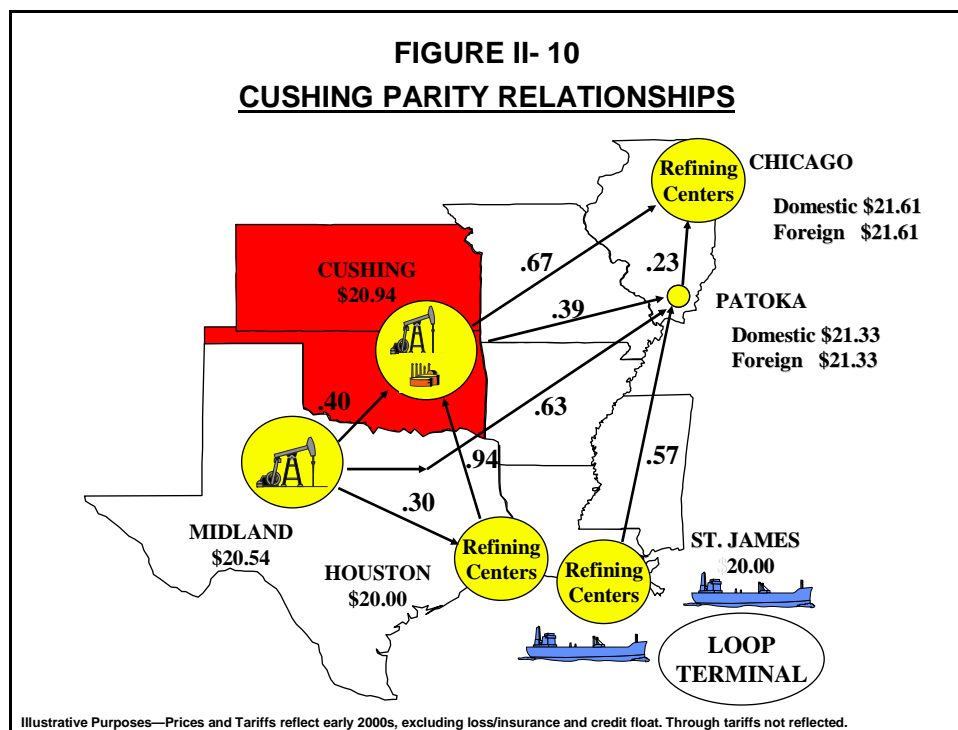 FIGURE II- 10
CUSHING PARITY RELATIONSHIPS
Refining
Centers
CHICAGO
Domestic $21.61
Foreign $21.61
.67
.23
CUSHING
$20.94
.39
PATOKA
Domestic $21.33
Foreign $21.33
.40
.63
.94
.57
.30
MIDLAND
$20.54
HOUSTON
$20.00
Refining
Centers
Refining
Centers
ST. JAMES
$20.00
LOOP
TERMINAL
Illustrative Purposes—Prices and Tariffs reflect early 2000s, excluding loss/insurance and credit float. Through tariffs not reflected.